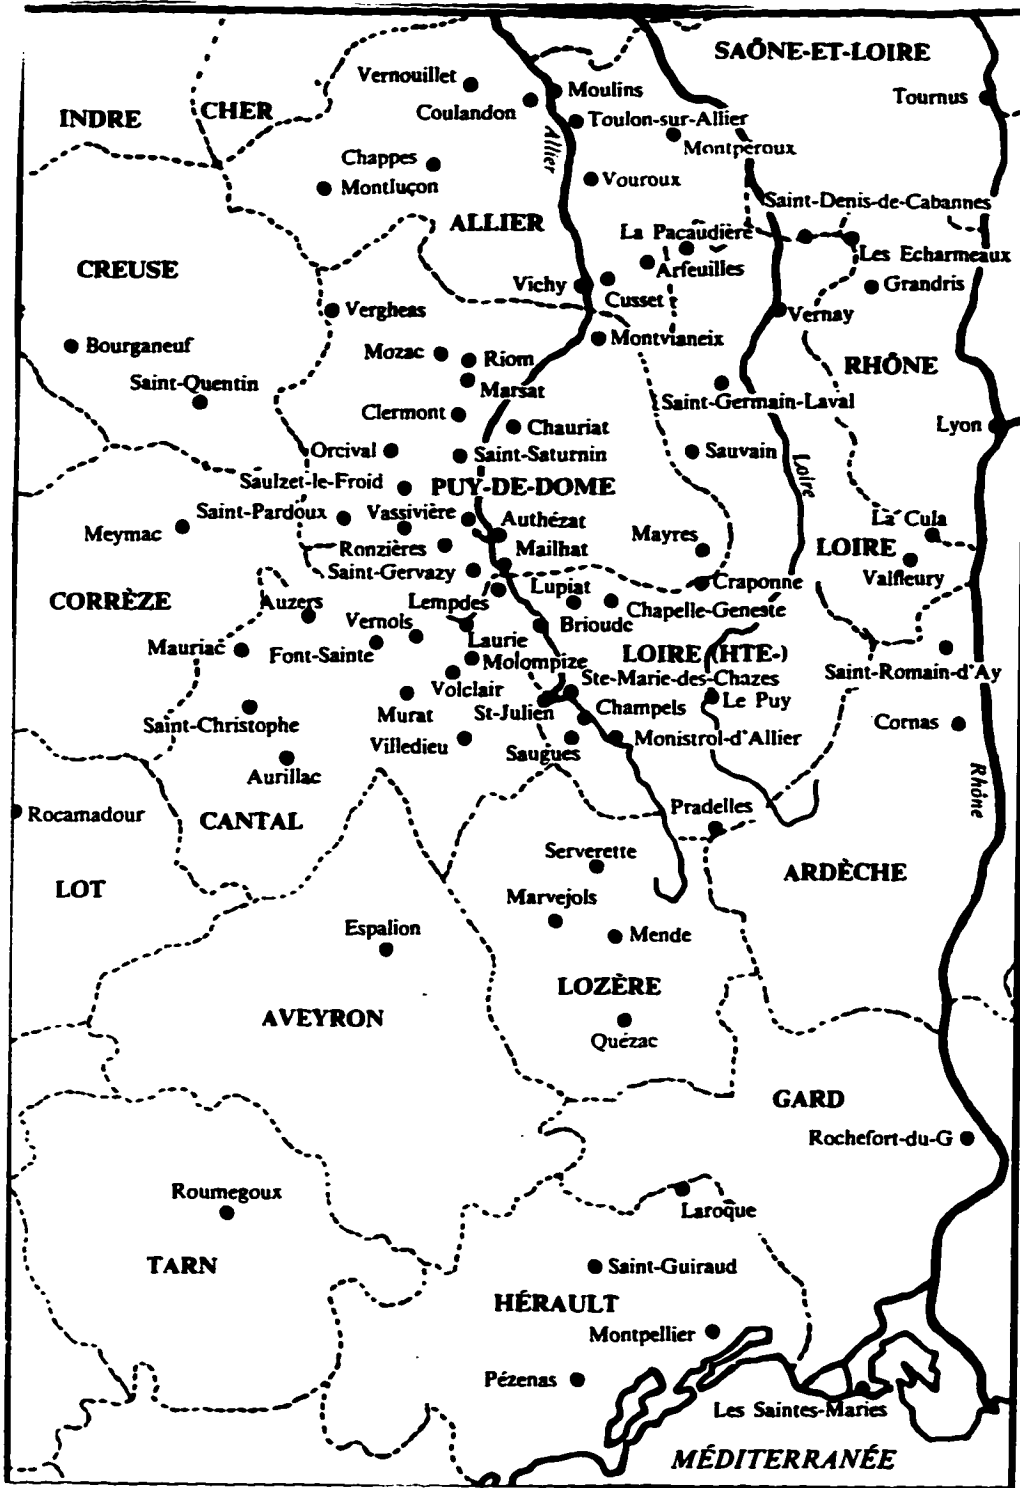 SAÔNE-ET-LOIRE
Vernouillet
Moulins
Tournus
INDRE
CHER
Coulandon
Toulon-sur-Allier
Allier
Montperoux
Chappes
Montluçon
Vouroux
Saint-Denis-de-Cabannes
ALLIER
La Pacaudière
Les Echarmeaux
CREUSE
Arfeuilles
Vichy
Cusset
Grandris
Vergheas
Vernay
Bourganeuf
Mozac
Riom
Montvianeix
RHÔNE
Saint-Quentin
Marsat
Saint-Germain-Laval
Clermont
Chauriat
Lyon
Orcival
Saint-Saturnin
Sauvain
Loire
Saulzet-le-Froid
PUY-DE-DOME
Saint-Pardoux
Vassivière
Authézat
La Cula
Meymac
Ronzières
Mailhat
Mayres
LOIRE
Saint-Gervazy
Valfleury
CORRÈZE
Auzers
Lempdes
Lupiat
Craponne
Chapelle-Geneste
Vernols
Brioude
Mauriac
Font-Sainte
Laurie
LOIRE (HTE-)
Molompize
Saint-Romain-d'Ay
Volclair
Ste-Marie-des-Chazes
Saint-Christophe
Murat
St-Julien
Champels
Le Puy
Cornas
Villedieu
Saugues
Monistrol-d'Allier
Aurillac
Rhône
Rocamadour
CANTAL
Pradelles
Serverette
ARDÈCHE
LOT
Marvejols
Espalion
Mende
LOZÈRE
AVEYRON
Quézac
GARD
Rochefort-du-G
Roumegoux
Laroque
TARN
Saint-Guiraud
HÉRAULT
Montpellier
Pézenas
Les Saintes-Maries
MÉDITERRANÉE